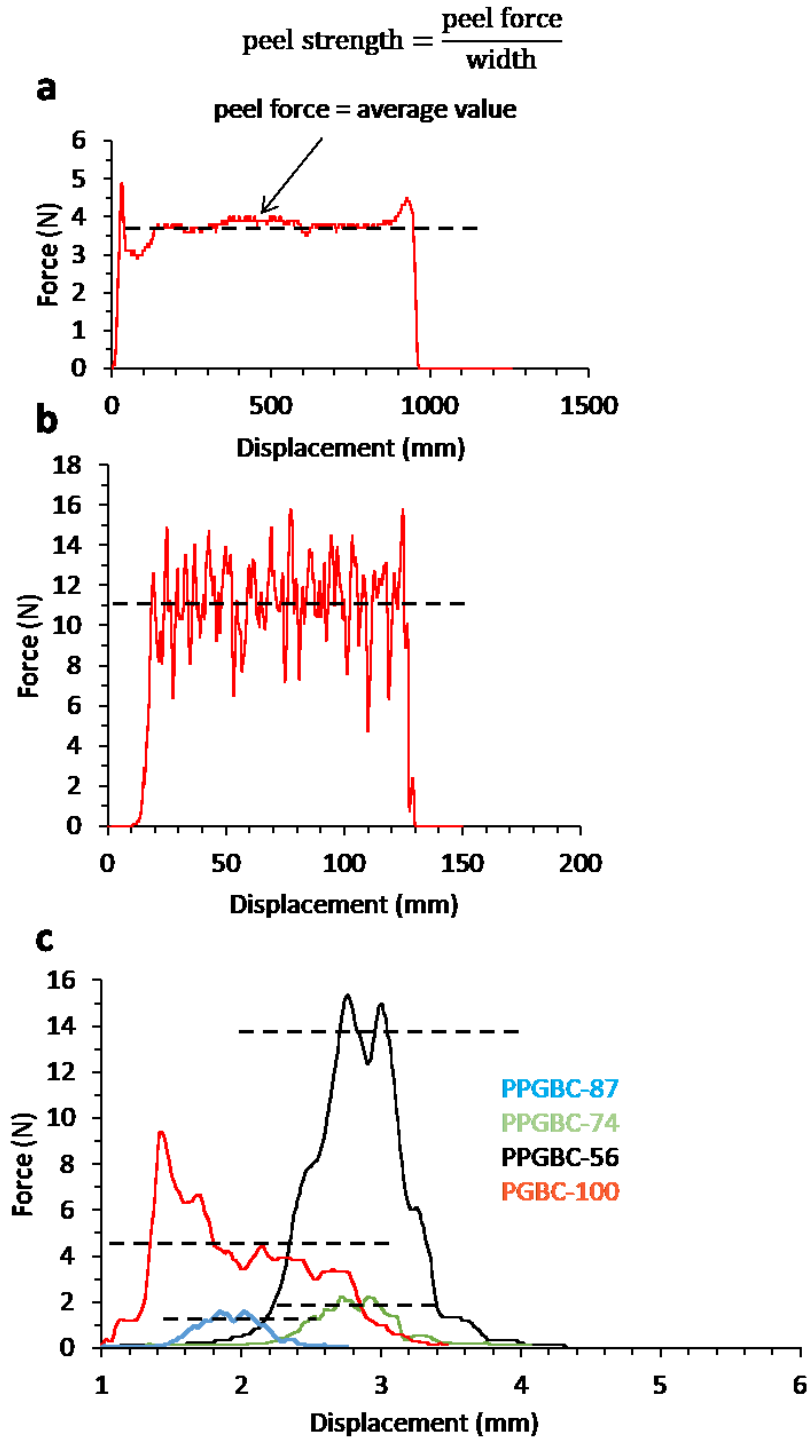 peel strength = peel force / width
a
peel force = average value
6
5
4
3
2
1
0
Force (N)
0 500 1000 1500
Displacement (mm)
b
18
16
14
12
10
8
6
4
2
0
Force (N)
0 50 100 150 200
Displacement (mm)
c
16
14
12
10
8
6
4
2
0
Force (N)
PPGBC-87
PPGBC-74
PPGBC-56
PGBC-100
1 2 3 4 5 6
Displacement (mm)